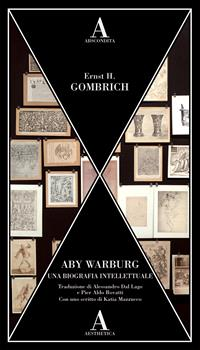 A
ABSCONDITA
Ernst H.
GOMBRICH
ABY WARBURG
UNA BIOGRAFIA INTELLETTUALE
Traduzione di Alessandro Dal Lago
e Pier Aldo Rovatti
Con uno scritto di Katia Mazzucco
A
AESTHETICA